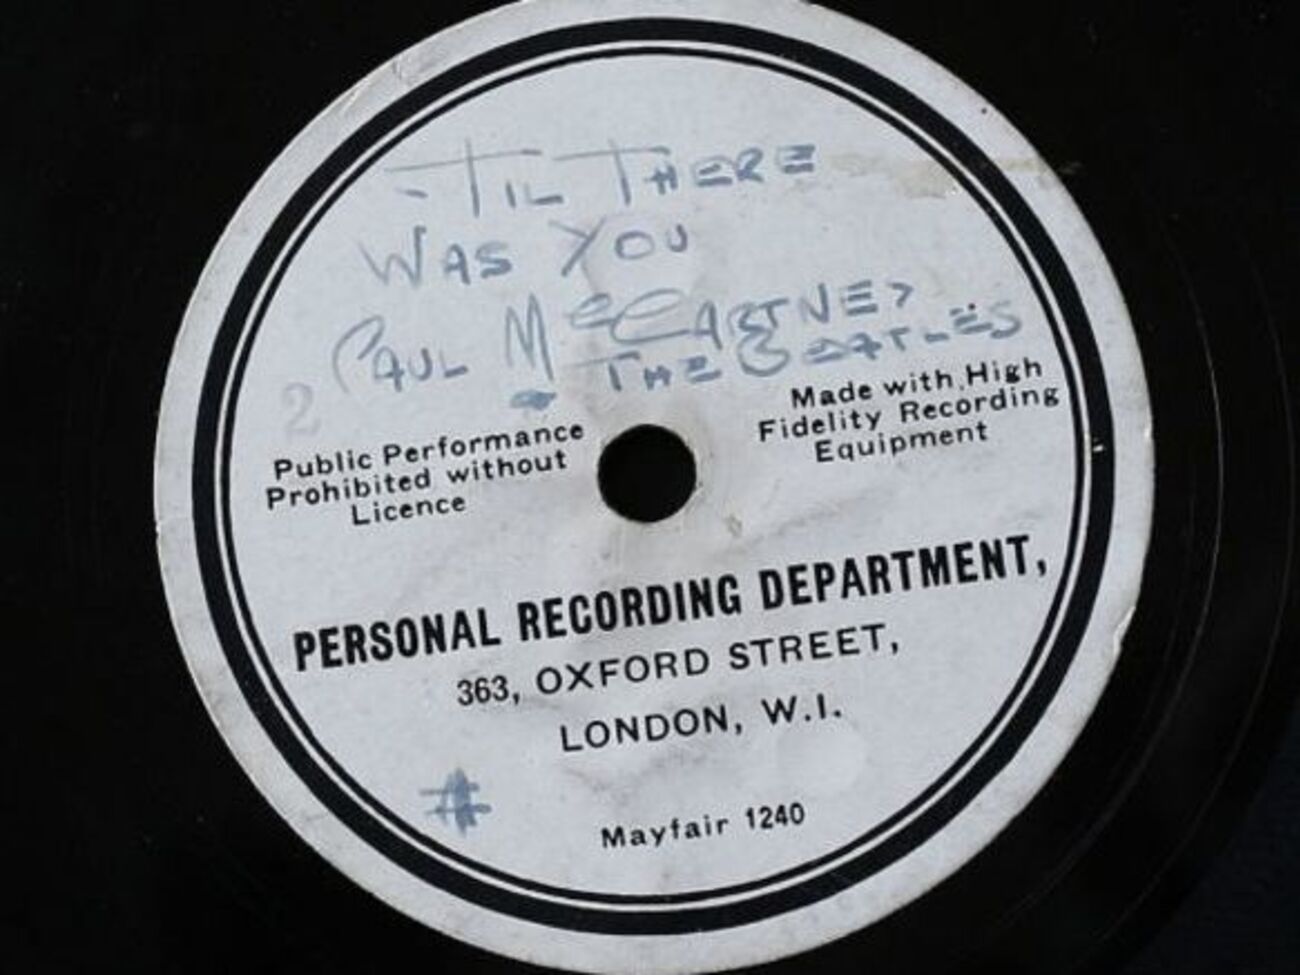 'TIL THERE
WAS YOU
PAUL McCARTNEY
& THE BEATLES
2
Public Performance
Prohibited without
Licence
Made with High
Fidelity Recording
Equipment
PERSONAL RECORDING DEPARTMENT,
363, OXFORD STREET,
LONDON, W.I.
#
Mayfair 1240